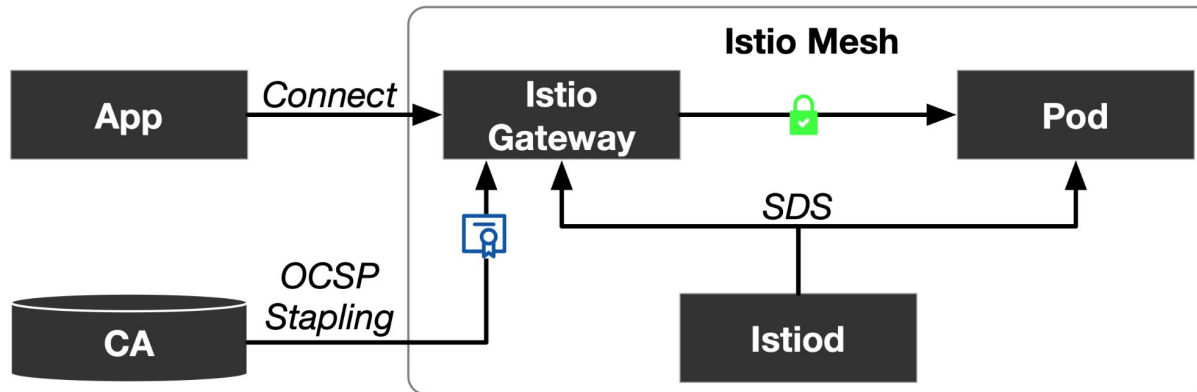 Istio Mesh
App
Connect
Istio
Gateway
Pod
SDS
OCSP
Stapling
CA
Istiod